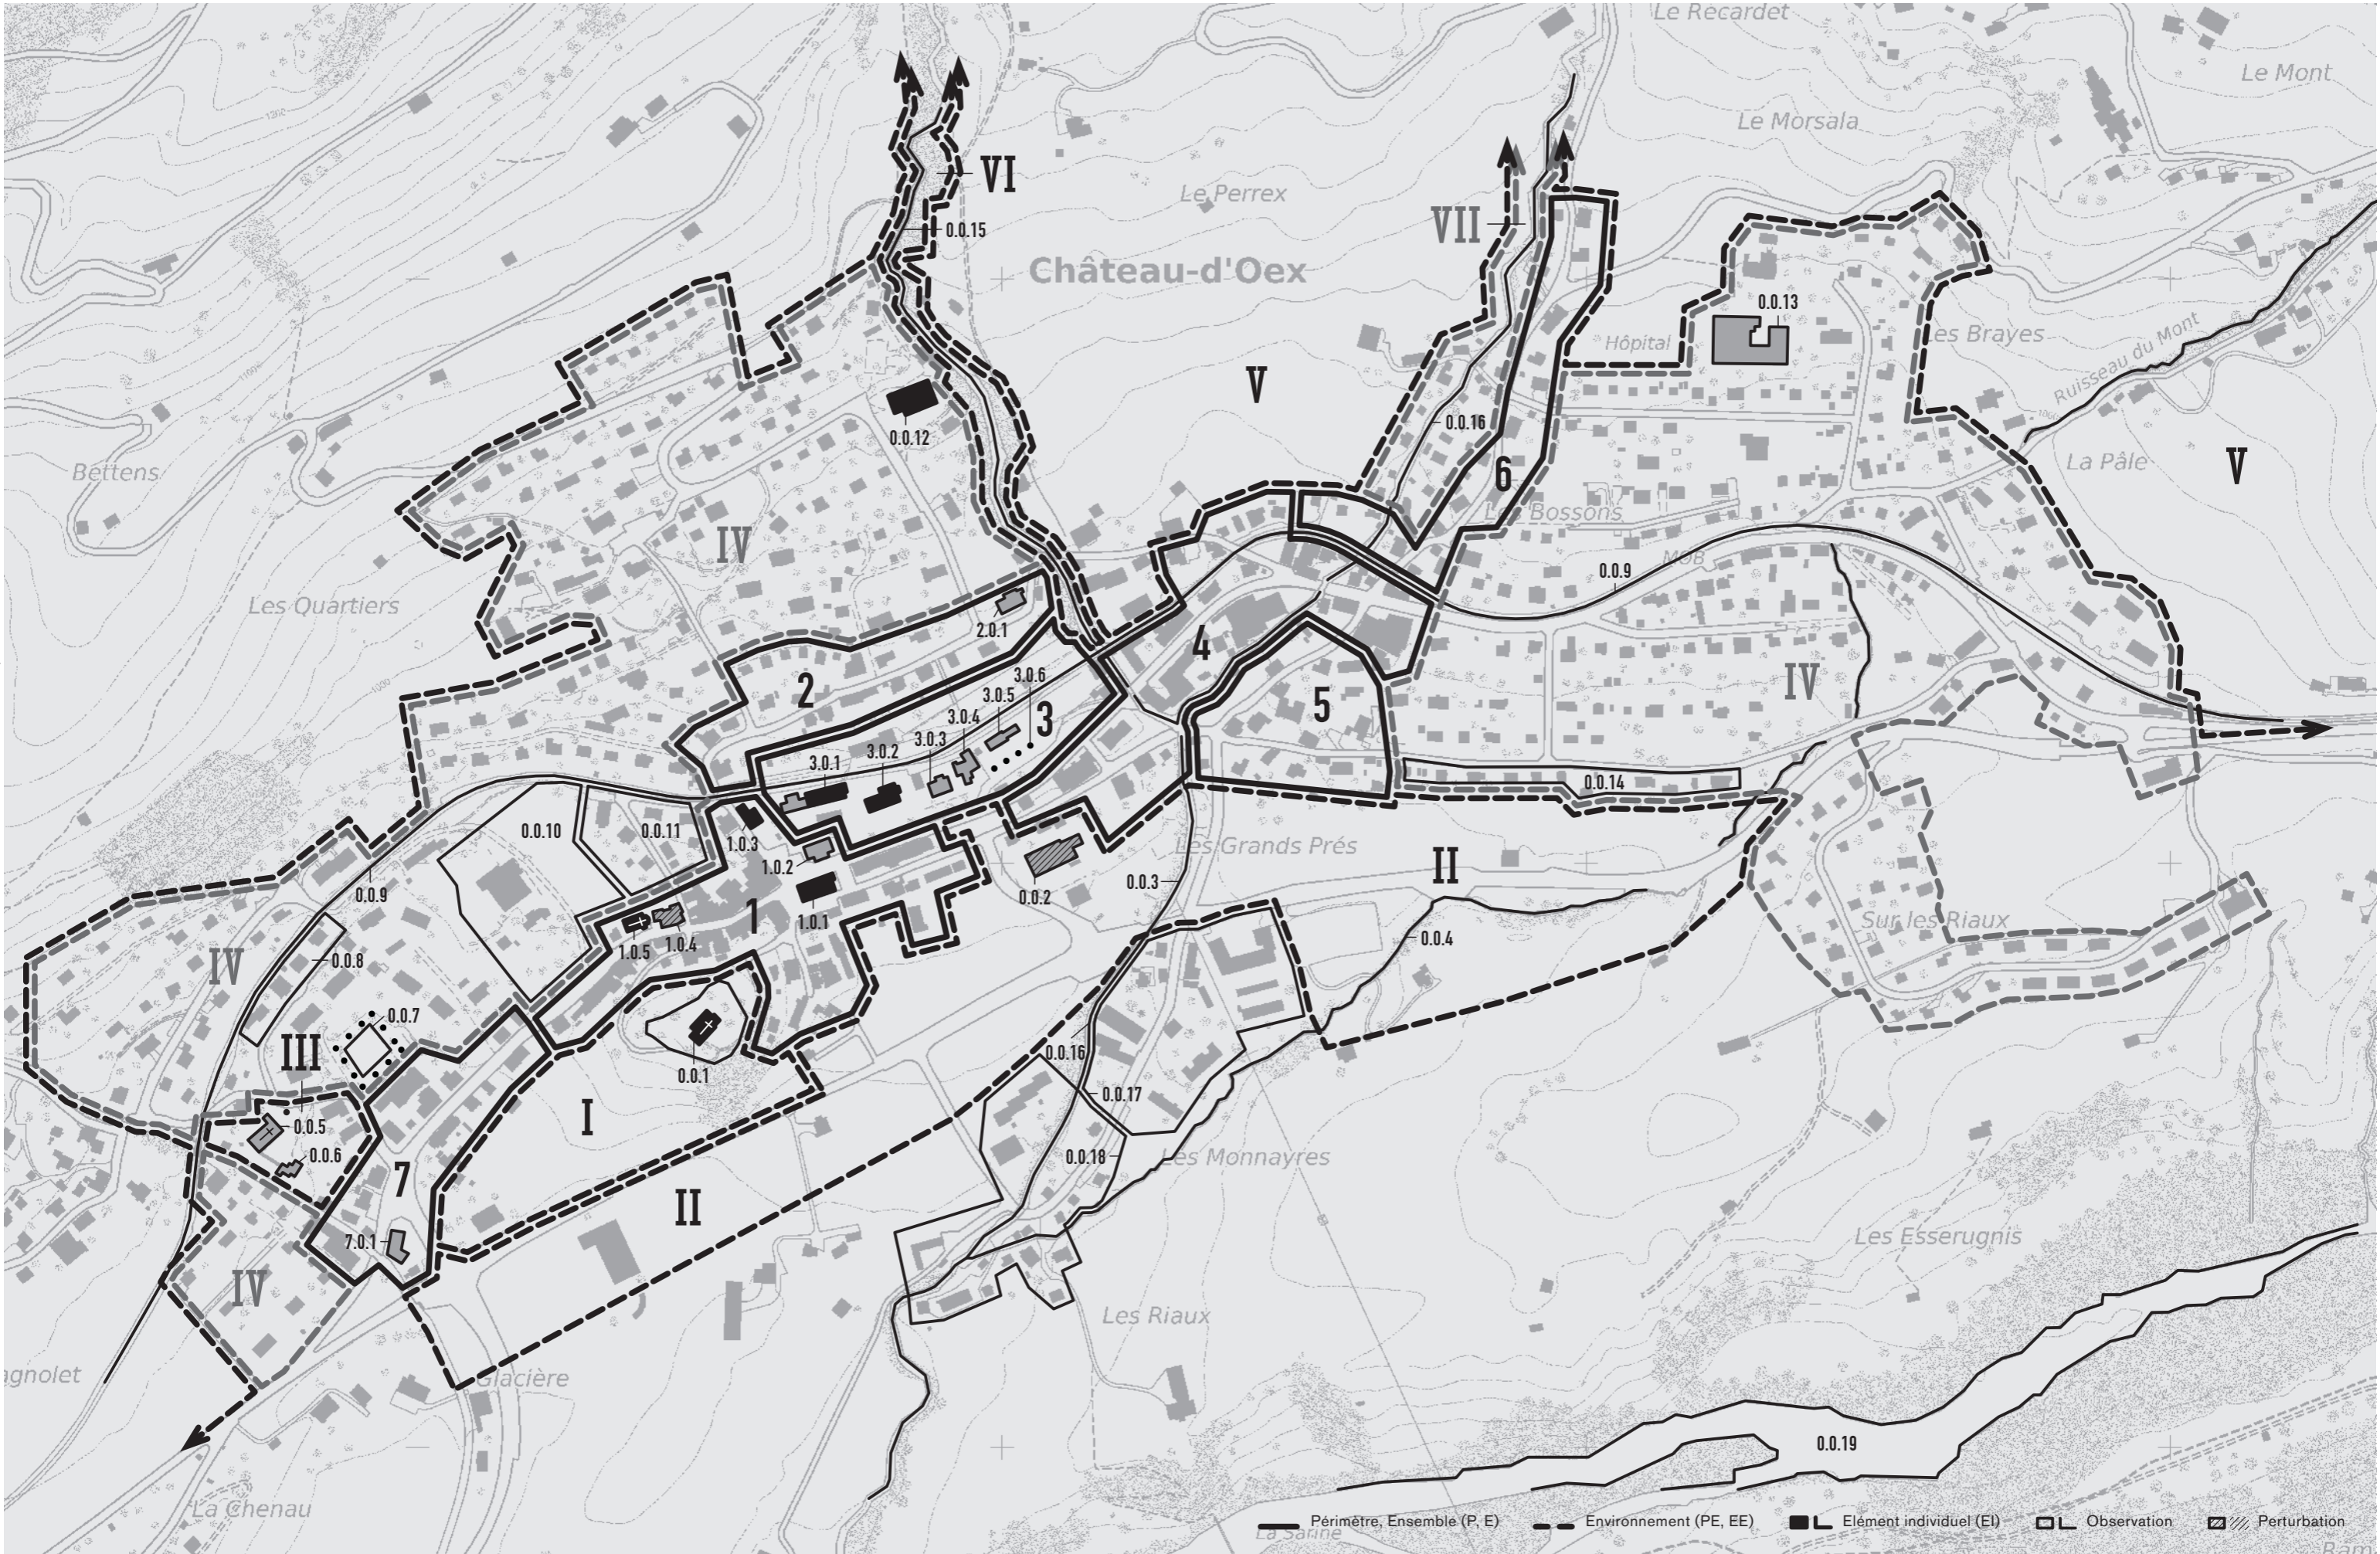 Le Recardet
Le Mont
Le Morsala
VI
Le Perrex
VII
0.0.15
Château-d'Oex
0.0.13
Hôpital
Les Brayes
Ruisseau du Mont
V
0.0.12
0.0.16
Bettens
6
La Pâle
V
Les Bossons
IV
MOB
0.0.9
Les Quartiers
2.0.1
4
3.0.6
2
3.0.5
IV
3.0.4
3
5
3.0.3
3.0.2
3.0.1
0.0.14
0.0.10
0.0.11
1.0.3
Les Grands Prés
1.0.2
II
0.0.3
0.0.9
0.0.2
1
1.0.1
Sur les Riaux
1.0.5
1.0.4
0.0.4
IV
0.0.8
0.0.7
III
0.0.16
0.0.1
0.0.17
I
0.0.5
0.0.6
0.0.18
Les Monnayres
7
II
7.0.1
Les Esserugnis
IV
Les Riaux
agnolet
Glacière
0.0.19
La Chenau
Périmètre, Ensemble (P, E)
Environnement (PE, EE)
Elément individuel (EI)
Observation
Perturbation
La Sarine
1100